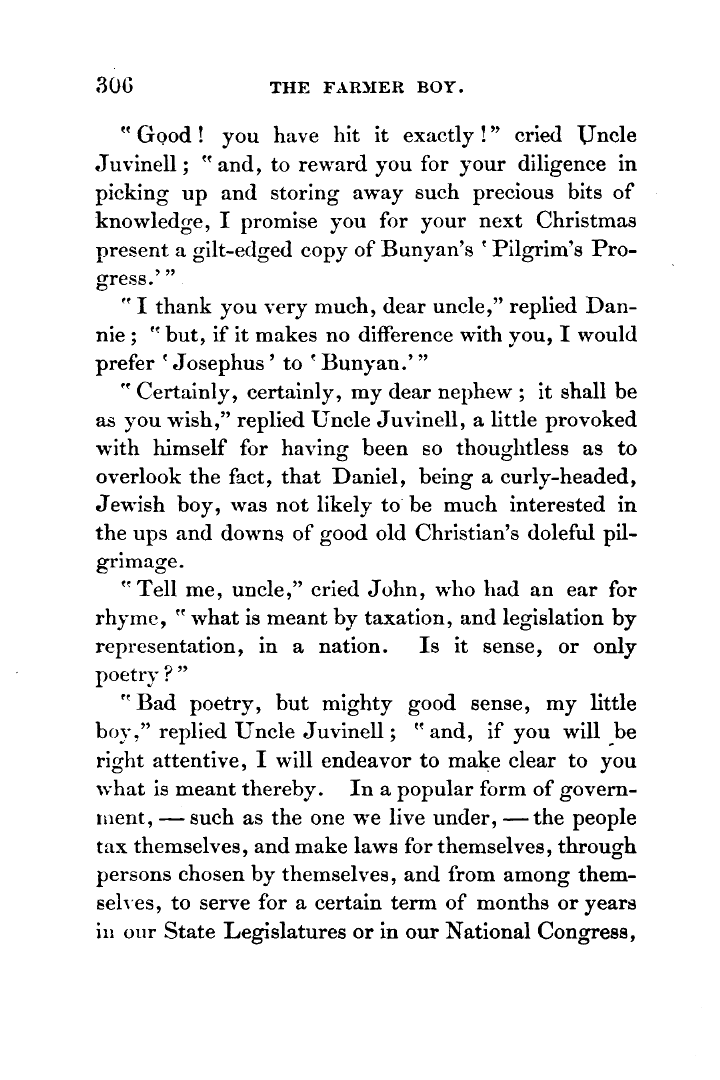 306 THE FARMER BOY.
"Good! you have hit it exactly!" cried Uncle
Juvinell; "and, to reward you for your diligence in
picking up and storing away such precious bits of
knowledge, I promise you for your next Christmas
present a gilt-edged copy of Bunyan's 'Pilgrim's Pro-
gress.'"
"I thank you very much, dear uncle," replied Dan-
nie; "but, if it makes no difference with you, I would
prefer 'Josephus' to 'Bunyan.'"
"Certainly, certainly, my dear nephew; it shall be
as you wish," replied Uncle Juvinell, a little provoked
with himself for having been so thoughtless as to
overlook the fact, that Daniel, being a curly-headed,
Jewish boy, was not likely to be much interested in
the ups and downs of good old Christian's doleful pil-
grimage.
"Tell me, uncle," cried John, who had an ear for
rhyme, "what is meant by taxation, and legislation by
representation, in a nation. Is it sense, or only
poetry?"
"Bad poetry, but mighty good sense, my little
boy," replied Uncle Juvinell; "and, if you will be
right attentive, I will endeavor to make clear to you
what is meant thereby. In a popular form of govern-
ment, — such as the one we live under, — the people
tax themselves, and make laws for themselves, through
persons chosen by themselves, and from among them-
selves, to serve for a certain term of months or years
in our State Legislatures or in our National Congress,